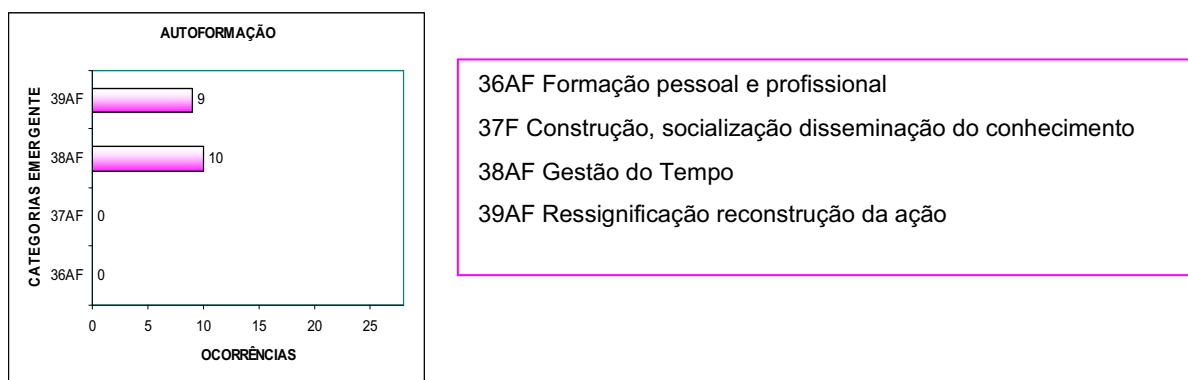 AUTOFORMAÇÃO
CATEGORIAS EMERGENTE
39AF 9
38AF 10
37AF 0
36AF 0
0 5 10 15 20 25
OCORRÊNCIAS
36AF Formação pessoal e profissional
37F Construção, socialização disseminação do conhecimento
38AF Gestão do Tempo
39AF Ressignificação reconstrução da ação